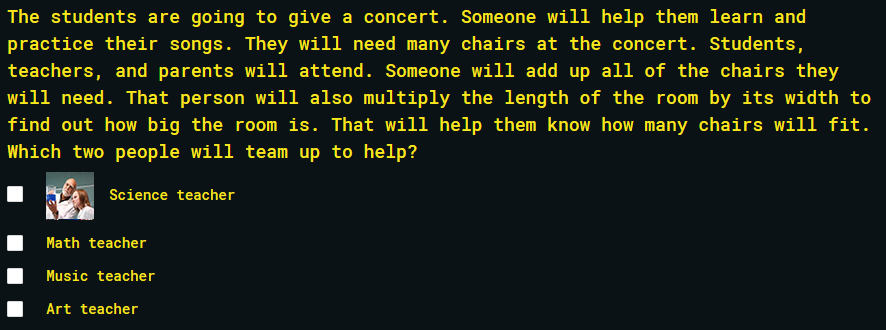 The students are going to give a concert. Someone will help them learn and
practice their songs. They will need many chairs at the concert. Students,
teachers, and parents will attend. Someone will add up all of the chairs they
will need. That person will also multiply the length of the room by its width to
find out how big the room is. That will help them know how many chairs will fit.
Which two people will team up to help?
Science teacher
Math teacher
Music teacher
Art teacher